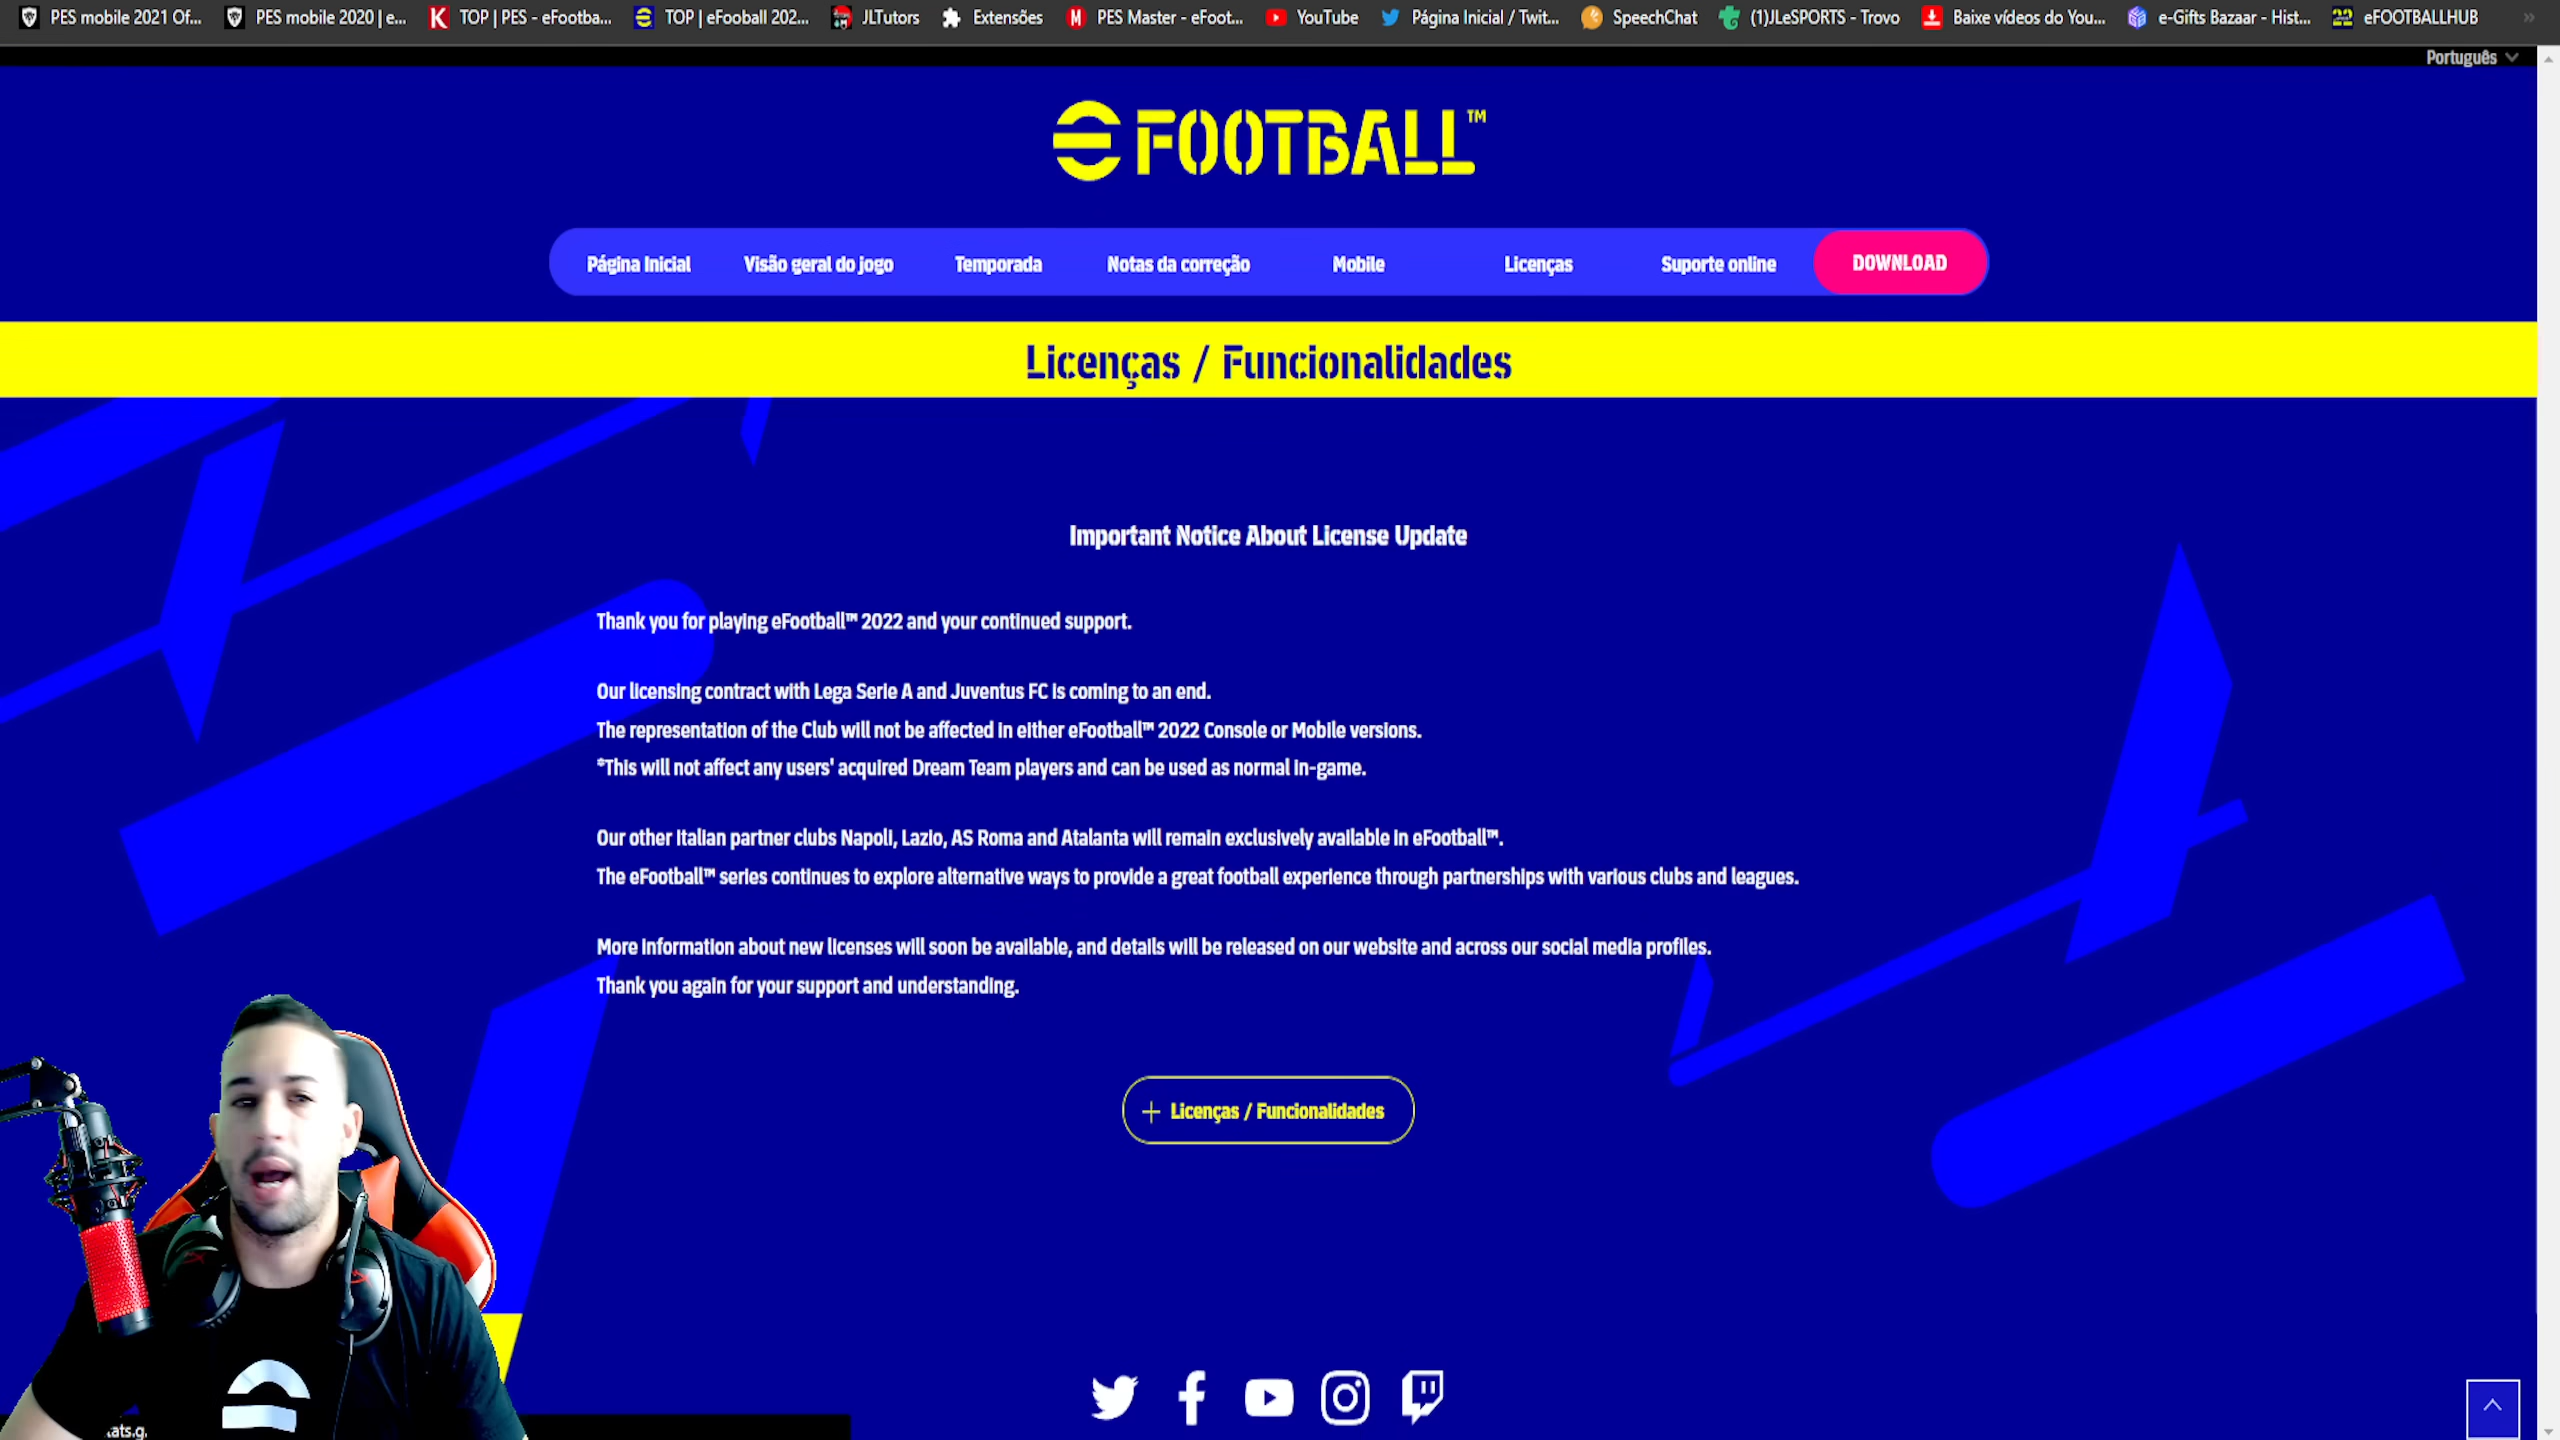 PES mobile 2021 Of... PES mobile 2020 | e... TOP | PES - eFootba... TOP | eFooball 202... JLTutors Extensões PES Master - eFoot... YouTube Página Inicial / Twit... SpeechChat (1)JLeSPORTS - Trovo Baixe vídeos do You... e-Gifts Bazaar - Hist... eFOOTBALLHUB
Português
eFOOTBALL™
Página Inicial Visão geral do jogo Temporada Notas da correção Mobile Licenças Suporte online DOWNLOAD
Licenças / Funcionalidades
Important Notice About License Update
Thank you for playing eFootball™ 2022 and your continued support.
Our licensing contract with Lega Serie A and Juventus FC is coming to an end.
The representation of the Club will not be affected in either eFootball™ 2022 Console or Mobile versions.
*This will not affect any users' acquired Dream Team players and can be used as normal in-game.
Our other Italian partner clubs Napoli, Lazio, AS Roma and Atalanta will remain exclusively available in eFootball™.
The eFootball™ series continues to explore alternative ways to provide a great football experience through partnerships with various clubs and leagues.
More information about new licenses will soon be available, and details will be released on our website and across our social media profiles.
Thank you again for your support and understanding.
+ Licenças / Funcionalidades